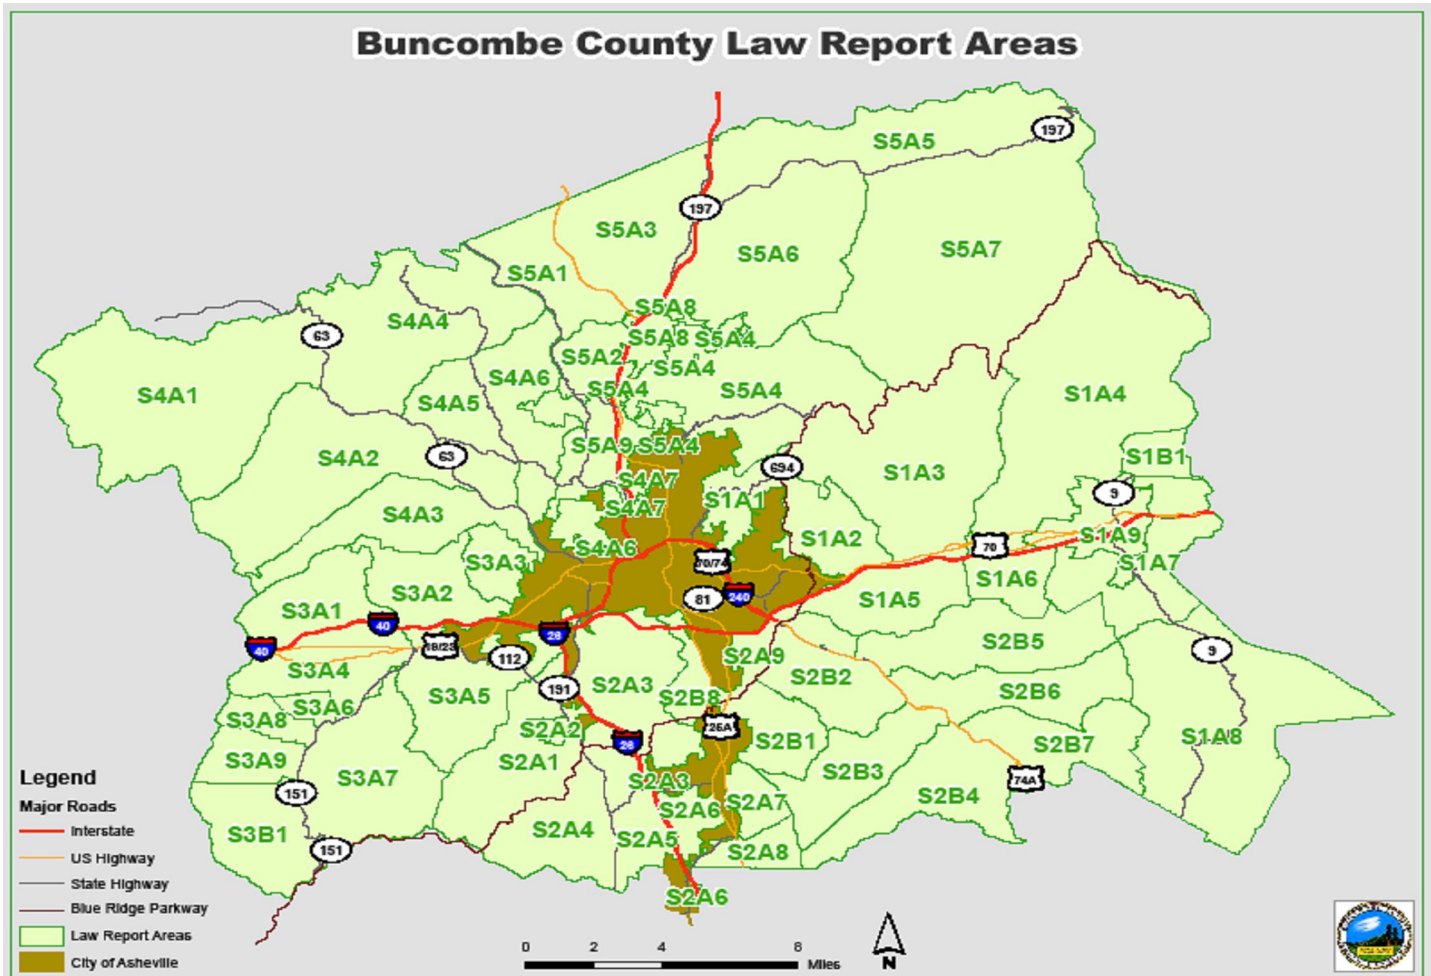 Buncombe County Law Report Areas
197
S5A5
197
S5A3
S5A6
S5A7
S5A1
S5A8
S4A4
63
S5A8
S5A4
S5A2
S5A4
S4A6
S5A4
S5A4
S4A1
S4A5
S1A4
S5A9
S5A4
S4A2
63
S1B1
694
S1A3
S4A7
9
S1A1
S4A7
S4A3
S1A2
S1A9
70
S4A6
S3A3
70/74
S1A7
S1A6
S3A2
81
240
S1A5
S3A1
40
26
S2B5
40
19/23
112
S2A9
9
S3A4
S2B2
S2A3
191
S3A5
S2B8
S2B6
S3A6
S3A8
25A
S2A2
S1A8
26
S2B1
S2B7
S3A9
S2A1
S2B3
S3A7
S2A3
74A
151
S2B4
S2A7
S2A6
S3B1
S2A4
S2A5
151
S2A8
S2A6
Legend
Major Roads
Interstate
US Highway
State Highway
Blue Ridge Parkway
Law Report Areas
City of Asheville
0 2 4 8
Miles
N